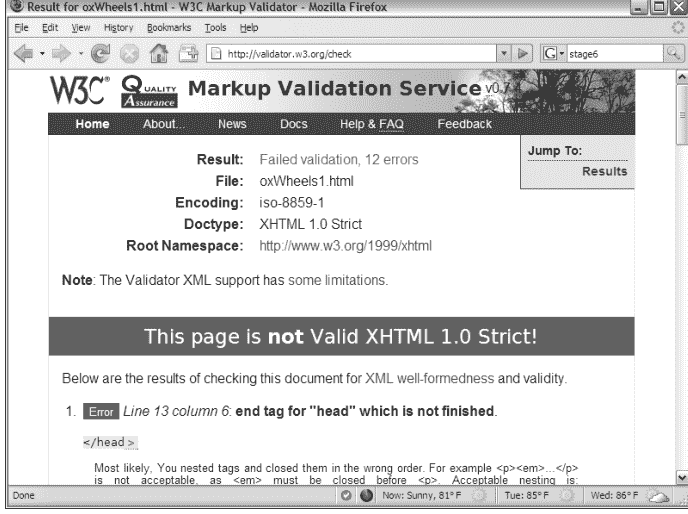 Result for oxWheels1.html - W3C Markup Validator - Mozilla Firefox
File Edit View History Bookmarks Tools Help
http://validator.w3.org/check
G stage6
W3C® QUALITY Assurance Markup Validation Service v0.7
Home About... News Docs Help & FAQ Feedback
Jump To:
Results
Result: Failed validation, 12 errors
File: oxWheels1.html
Encoding: iso-8859-1
Doctype: XHTML 1.0 Strict
Root Namespace: http://www.w3.org/1999/xhtml
Note: The Validator XML support has some limitations.
This page is not Valid XHTML 1.0 Strict!
Below are the results of checking this document for XML well-formedness and validity.
1. Error Line 13 column 6: end tag for "head" which is not finished.
</head >
Most likely, You nested tags and closed them in the wrong order. For example <p><em>...</p>
is not acceptable, as <em> must be closed before <p>. Acceptable nesting is:
Done Now: Sunny, 81° F Tue: 85° F Wed: 86° F